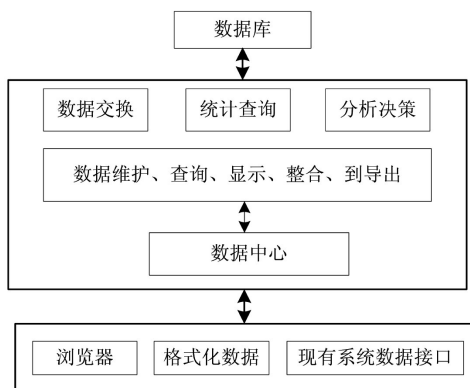 数据库
数据交换
统计查询
分析决策
数据维护、查询、显示、整合、到导出
数据中心
浏览器
格式化数据
现有系统数据接口